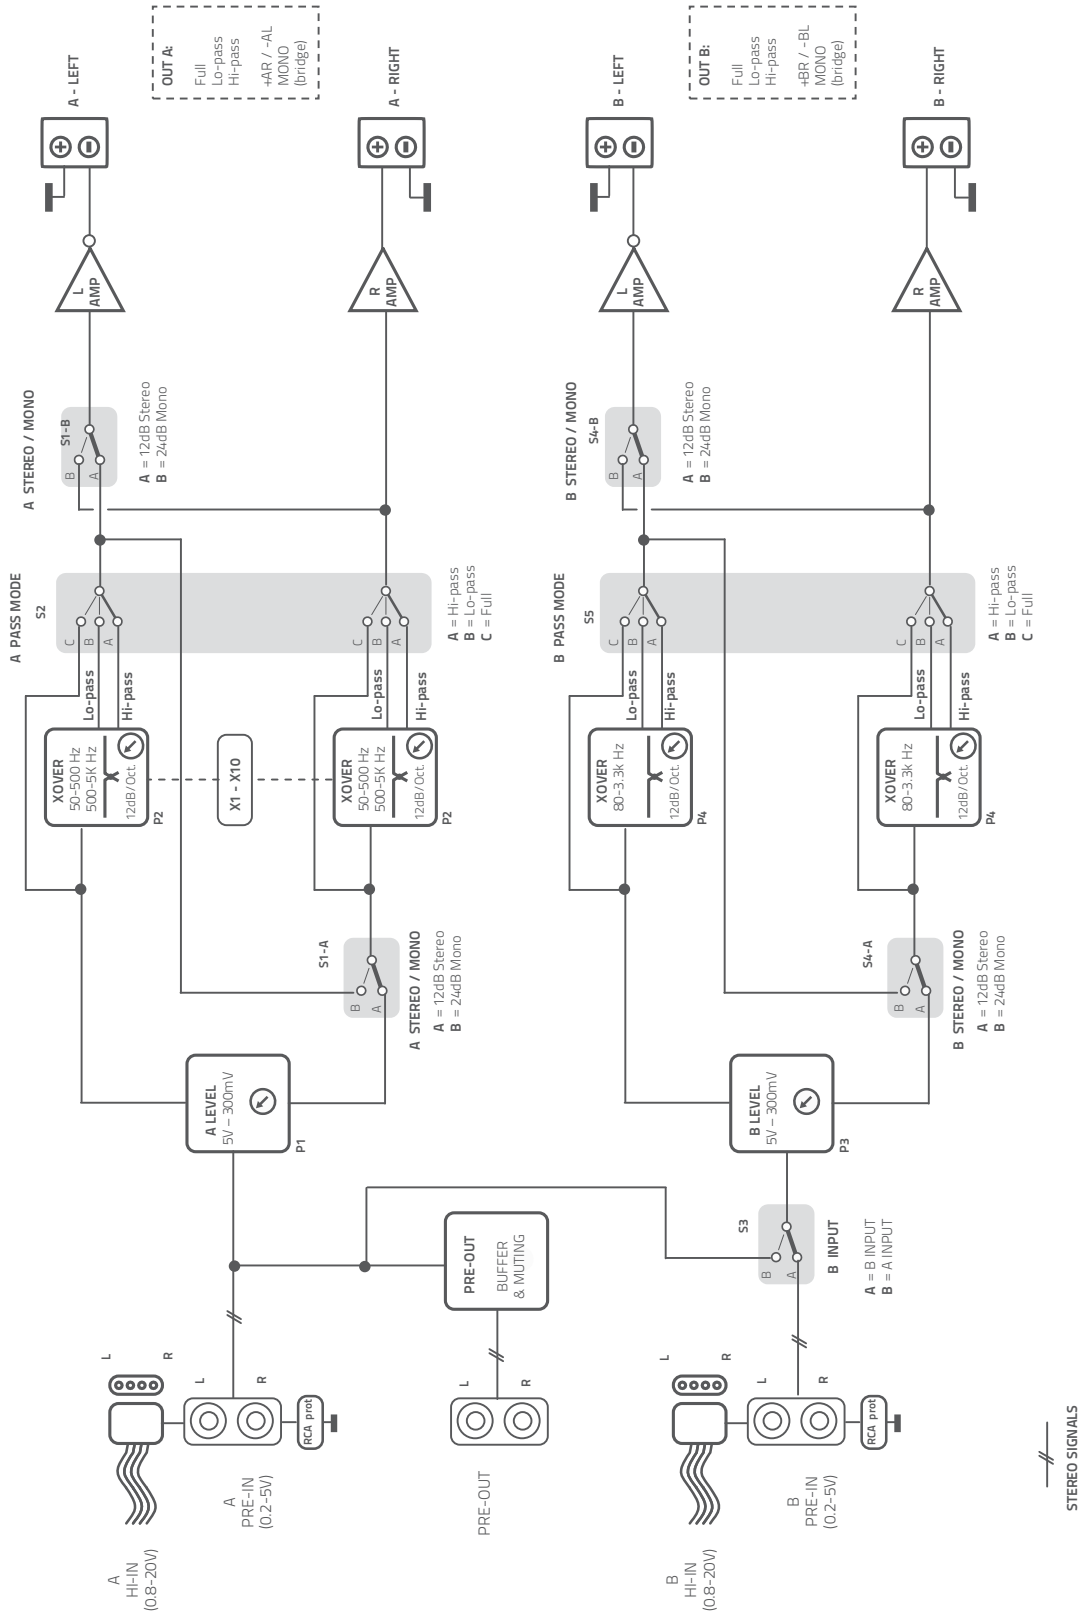 A
HI-IN
(0.8-20V)
L
R
A
PRE-IN
(0.2-5V)
L
R
RCA prot
PRE-OUT
L
R
PRE-OUT
BUFFER
& MUTING
B
HI-IN
(0.8-20V)
L
R
B
PRE-IN
(0.2-5V)
L
R
RCA prot
STEREO SIGNALS
S3
B
A
B INPUT
A = B INPUT
B = A INPUT
A LEVEL
5V – 300mV
P1
B LEVEL
5V – 300mV
P3
S1-A
B
A
A STEREO / MONO
A = 12dB Stereo
B = 24dB Mono
S4-A
B
A
B STEREO / MONO
A = 12dB Stereo
B = 24dB Mono
XOVER
50-500 Hz
500-5K Hz
12dB/Oct.
P2
X1 - X10
XOVER
50-500 Hz
500-5K Hz
12dB/Oct.
P2
XOVER
80-3.3k Hz
12dB/Oct.
P4
XOVER
80-3.3k Hz
12dB/Oct.
P4
Lo-pass
Hi-pass
Lo-pass
Hi-pass
Lo-pass
Hi-pass
Lo-pass
Hi-pass
A PASS MODE
S2
C
B
A
C
B
A
A = Hi-pass
B = Lo-pass
C = Full
B PASS MODE
S5
C
B
A
C
B
A
A = Hi-pass
B = Lo-pass
C = Full
A STEREO / MONO
S1-B
B
A
A = 12dB Stereo
B = 24dB Mono
B STEREO / MONO
S4-B
B
A
A = 12dB Stereo
B = 24dB Mono
L
AMP
R
AMP
L
AMP
R
AMP
A - LEFT
OUT A:
Full
Lo-pass
Hi-pass
+AR / -AL
MONO
(bridge)
A - RIGHT
B - LEFT
OUT B:
Full
Lo-pass
Hi-pass
+BR / -BL
MONO
(bridge)
B - RIGHT